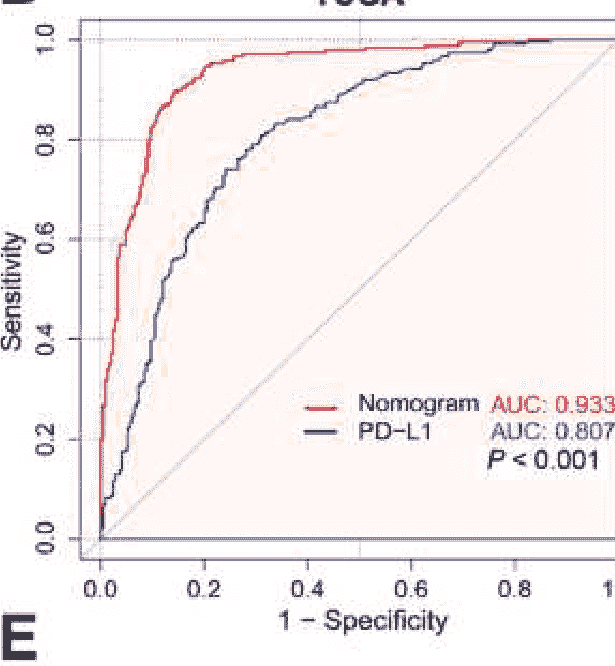 1.0
0.8
0.6
0.4
0.2
0.0
Sensitivity
Nomogram AUC: 0.933
PD-L1 AUC: 0.807
P < 0.001
0.0 0.2 0.4 0.6 0.8 1
1 − Specificity
E